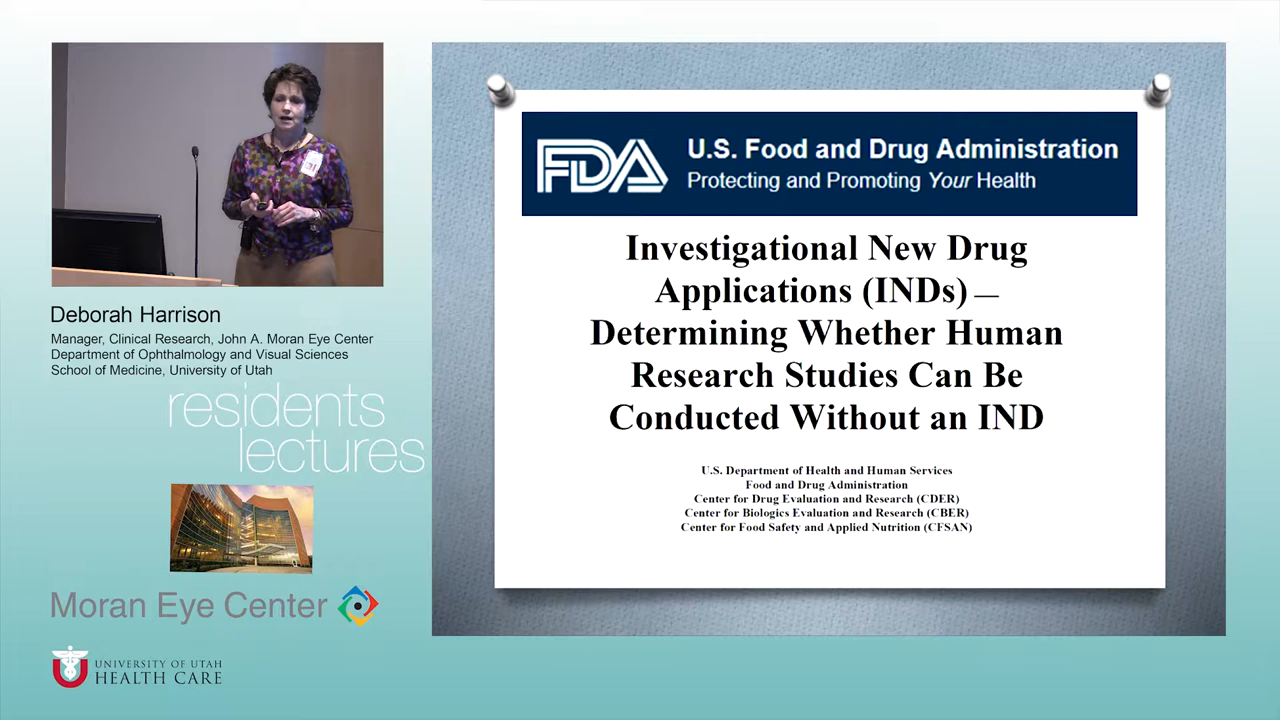 Deborah Harrison
Manager, Clinical Research, John A. Moran Eye Center
Department of Ophthalmology and Visual Sciences
School of Medicine, University of Utah
residents
lectures
Moran Eye Center
UNIVERSITY OF UTAH
HEALTH CARE
FDA
U.S. Food and Drug Administration
Protecting and Promoting Your Health
Investigational New Drug
Applications (INDs) —
Determining Whether Human
Research Studies Can Be
Conducted Without an IND
U.S. Department of Health and Human Services
Food and Drug Administration
Center for Drug Evaluation and Research (CDER)
Center for Biologics Evaluation and Research (CBER)
Center for Food Safety and Applied Nutrition (CFSAN)